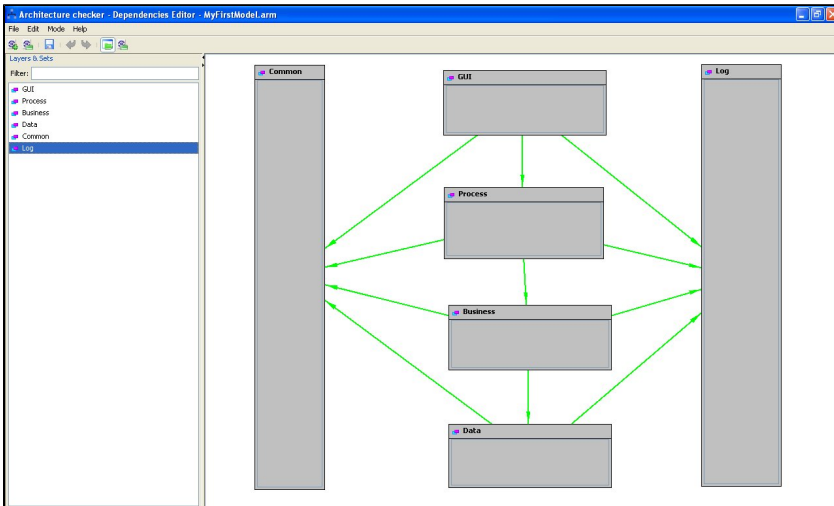 Architecture checker - Dependencies Editor - MyFirstModel.arm
File Edit Mode Help
Layers & Sets
Filter:
GUI
Process
Business
Data
Common
Log
Common
GUI
Log
Process
Business
Data